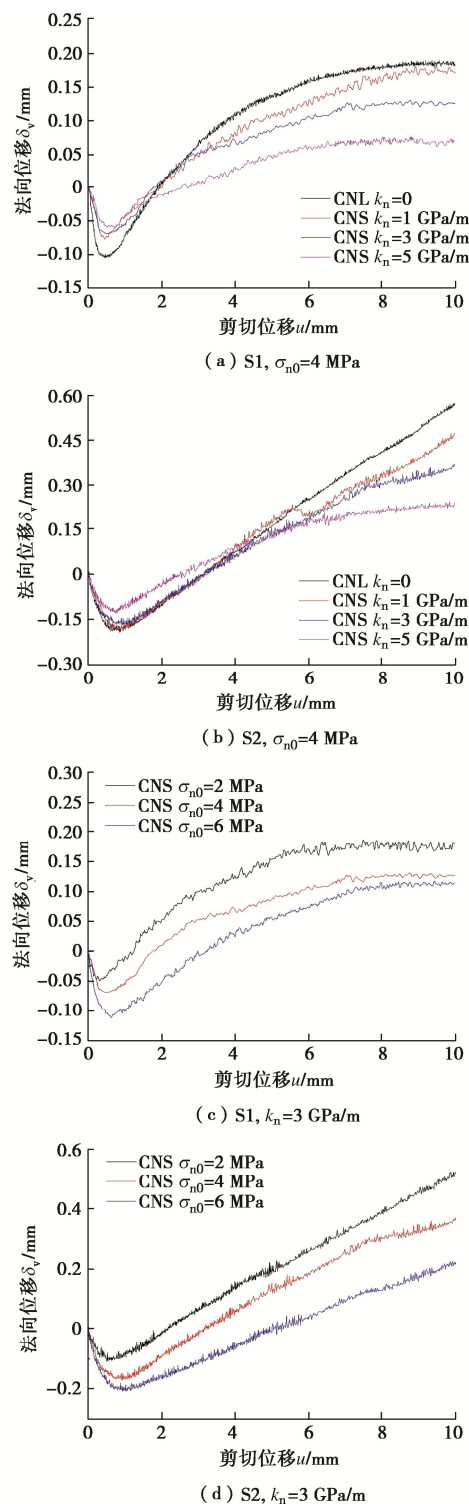 0.20
0.15
0.10
0.05
0
−0.05
−0.10
0.15
法向位移δv/mm
CNL kn=0
CNS kn=1 GPa/m
CNS kn=3 GPa/m
CNS kn=5 GPa/m
0 2 4 6 8 10
剪切位移u/mm
(a) S1, σn0=4 MPa
0.60
0.45
0.30
0.15
0
−0.12
−0.30
法向位移δv/mm
CNL kn=0
CNS kn=1 GPa/m
CNS kn=3 GPa/m
CNS kn=5 GPa/m
0 2 4 6 8 10
剪切位移u/mm
(b) S2, σn0=4 MPa
0.30
0.20
0.15
0.10
0.05
0
−0.05
−0.10
−0.15
法向位移δv/mm
CNS σn0=2 MPa
CNS σn0=4 MPa
CNS σn0=6 MPa
0 2 4 6 8 10
剪切位移u/mm
(c) S1, kn=3 GPa/m
0.6
0.4
0.2
0
−0.2
法向位移δv/mm
CNS σn0=2 MPa
CNS σn0=4 MPa
CNS σn0=6 MPa
0 2 4 6 8 10
剪切位移u/mm
(d) S2, kn=3 GPa/m